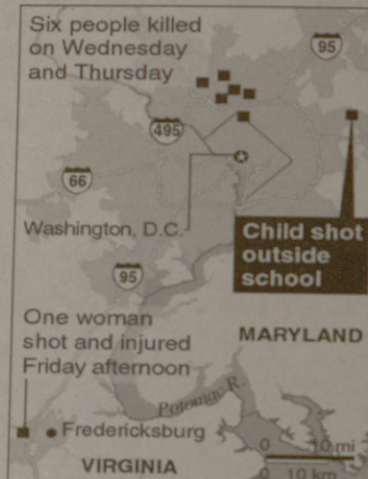 Six people killed
on Wednesday
and Thursday
95
495
66
Washington, D.C.
Child shot
outside
school
95
One woman
shot and injured
Friday afternoon
MARYLAND
Potomac R.
Fredericksburg
0 10 mi
0 10 km
VIRGINIA